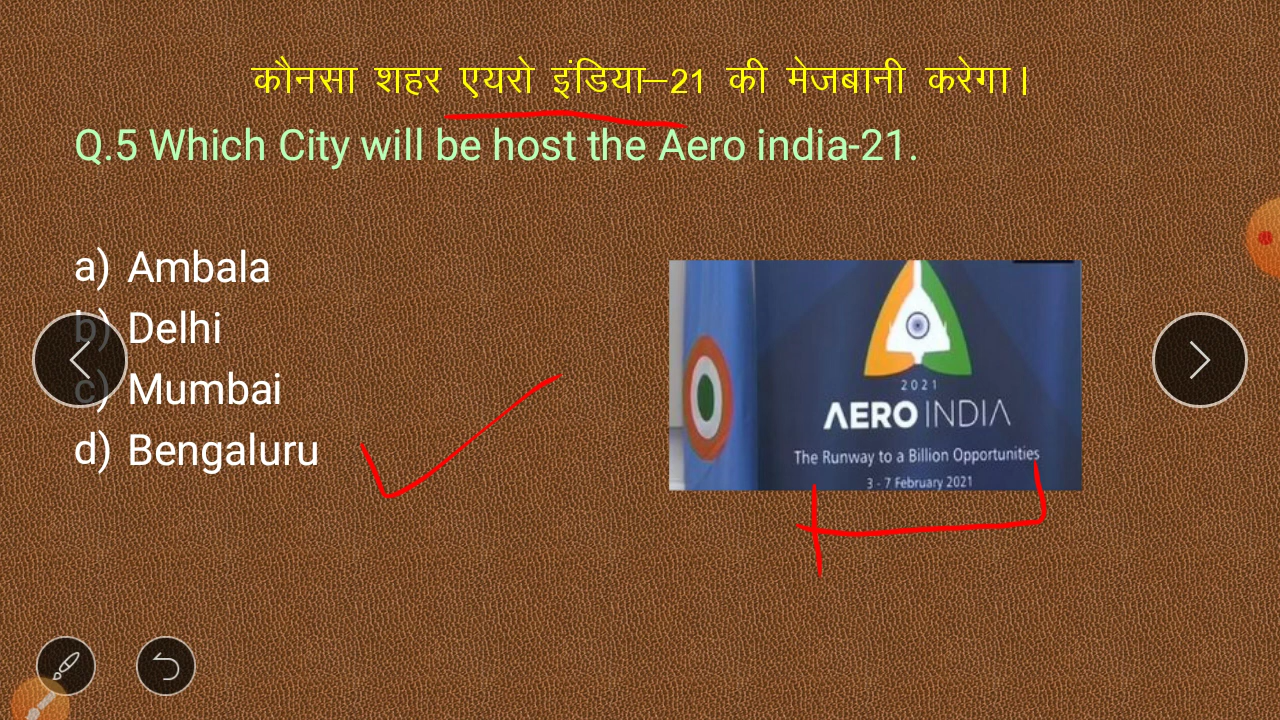 कौनसा शहर एयरो इंडिया–21 की मेजबानी करेगा।
Q.5 Which City will be host the Aero india-21.
a) Ambala
b) Delhi
c) Mumbai
d) Bengaluru
2021
AERO INDIA
The Runway to a Billion Opportunities
3 - 7 February 2021